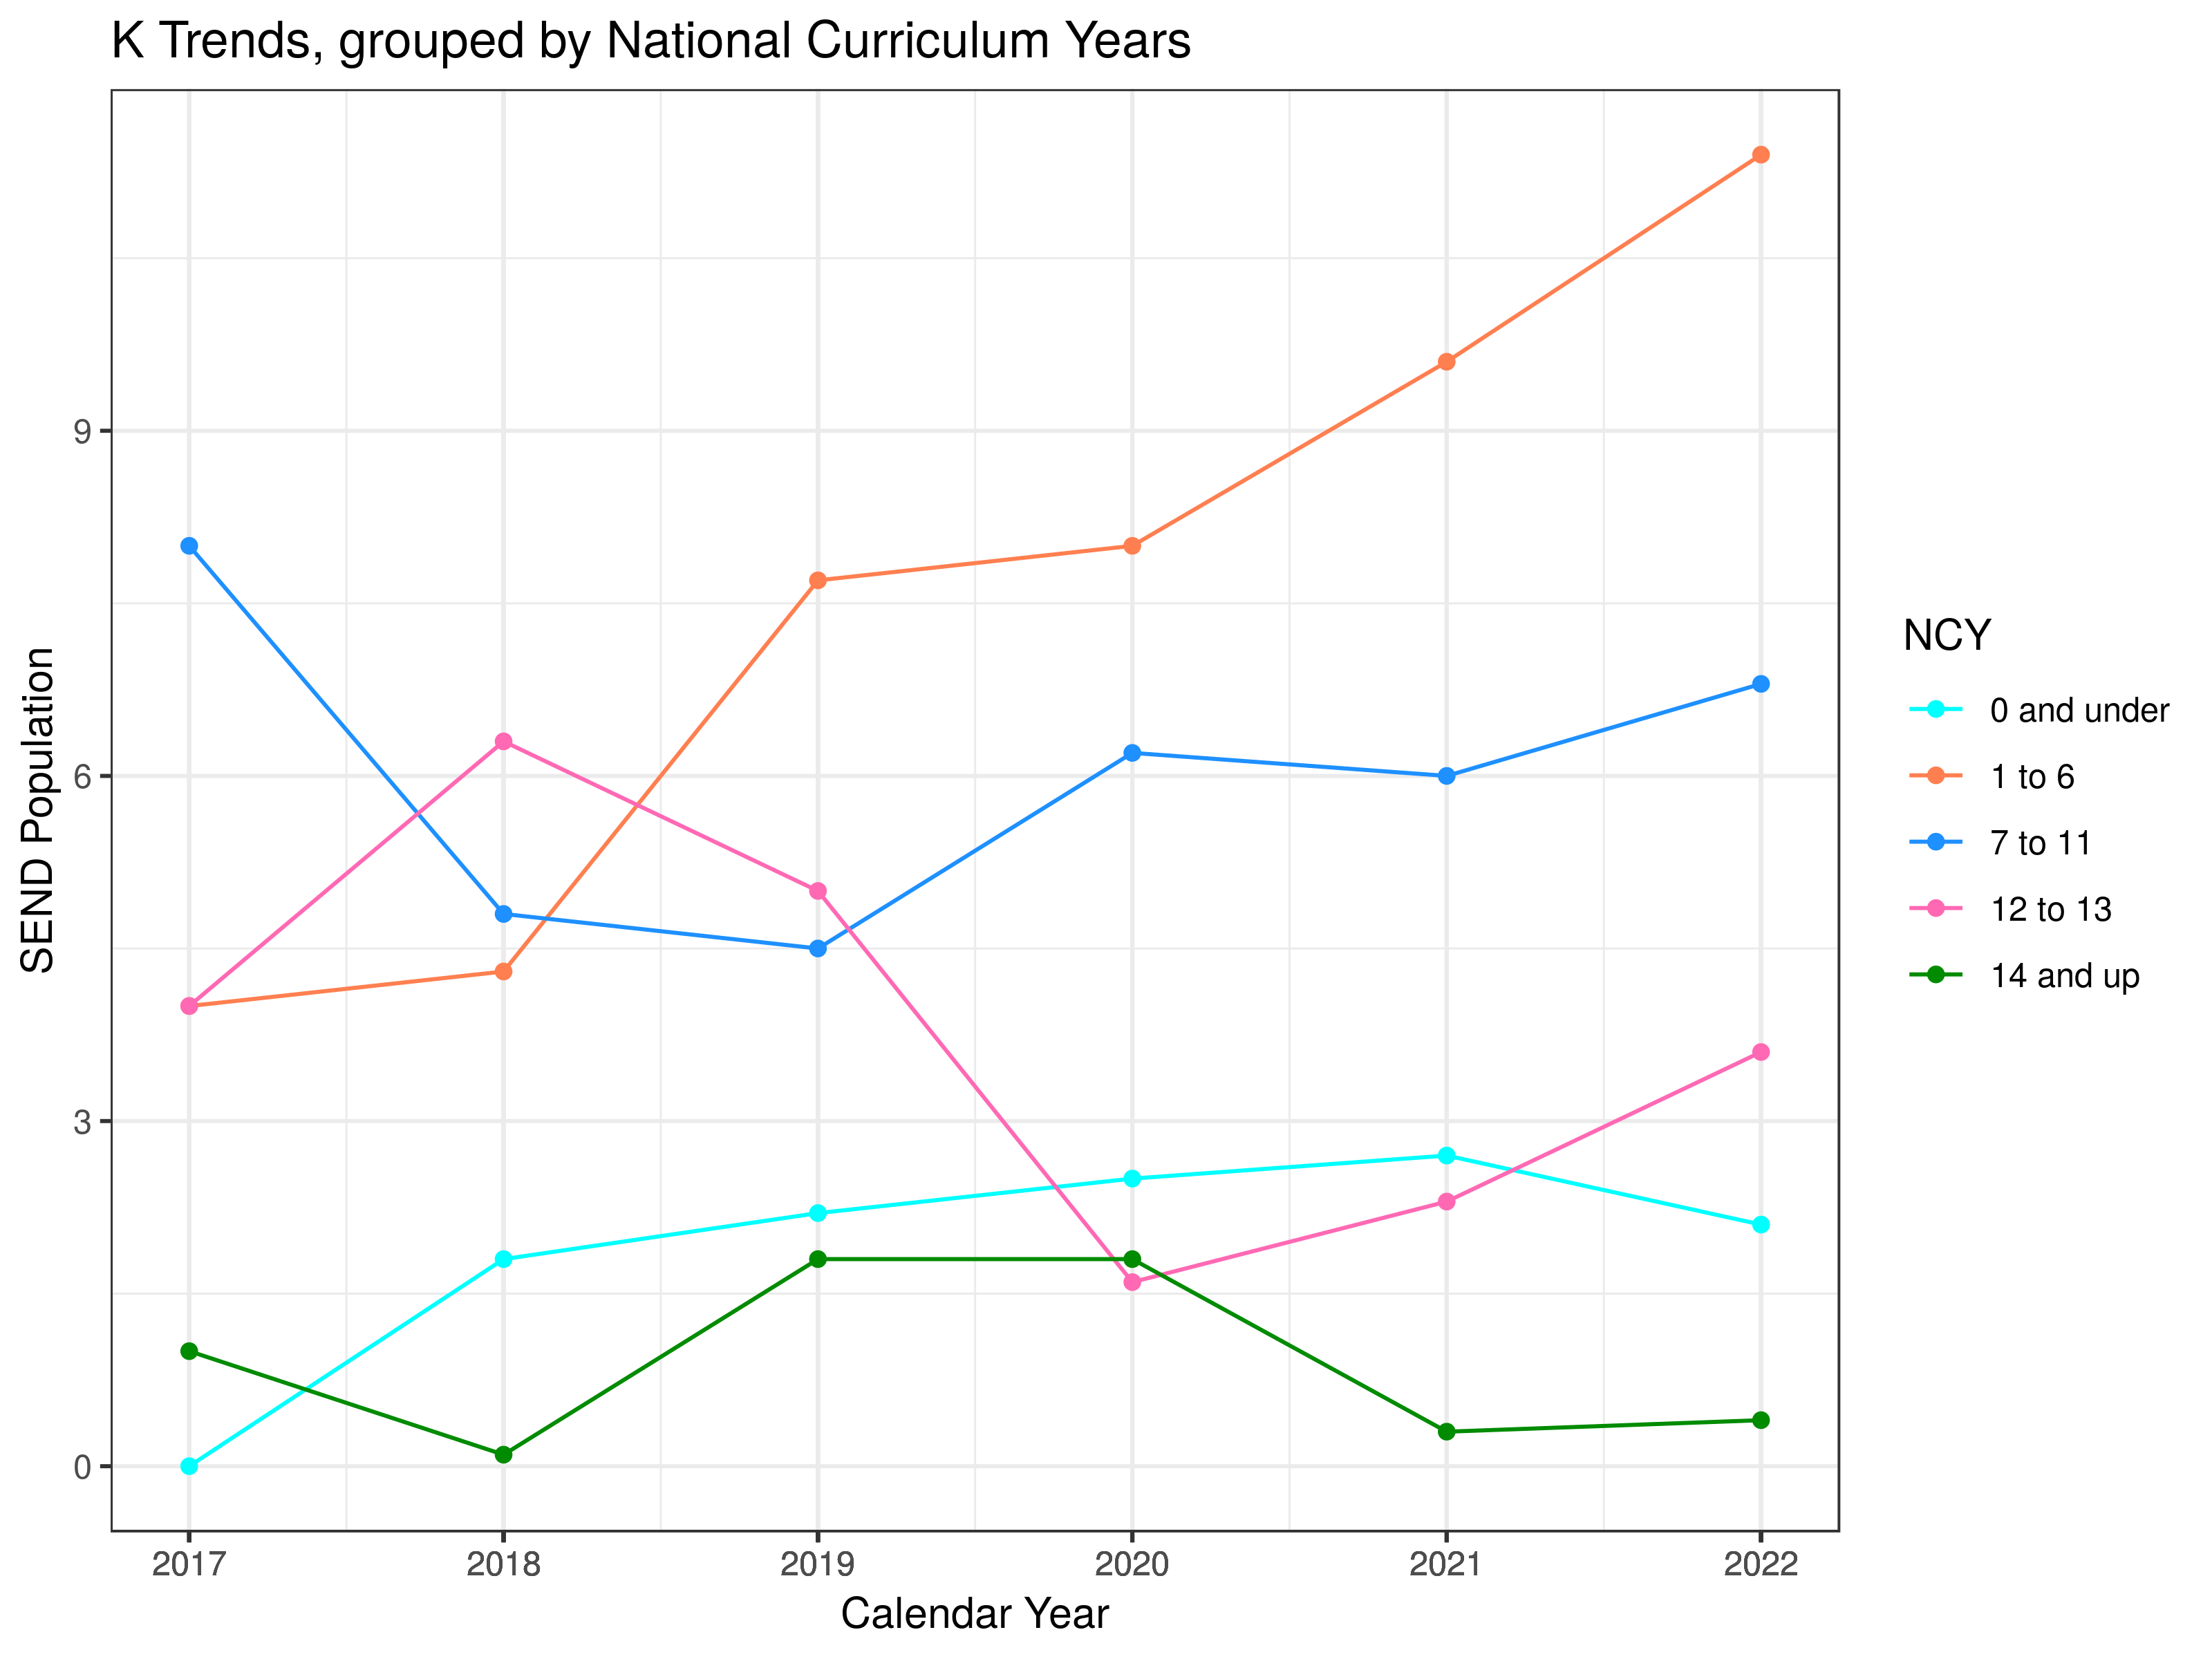 K Trends, grouped by National Curriculum Years
SEND Population
9
6
3
0
2017 2018 2019 2020 2021 2022
Calendar Year
NCY
0 and under
1 to 6
7 to 11
12 to 13
14 and up